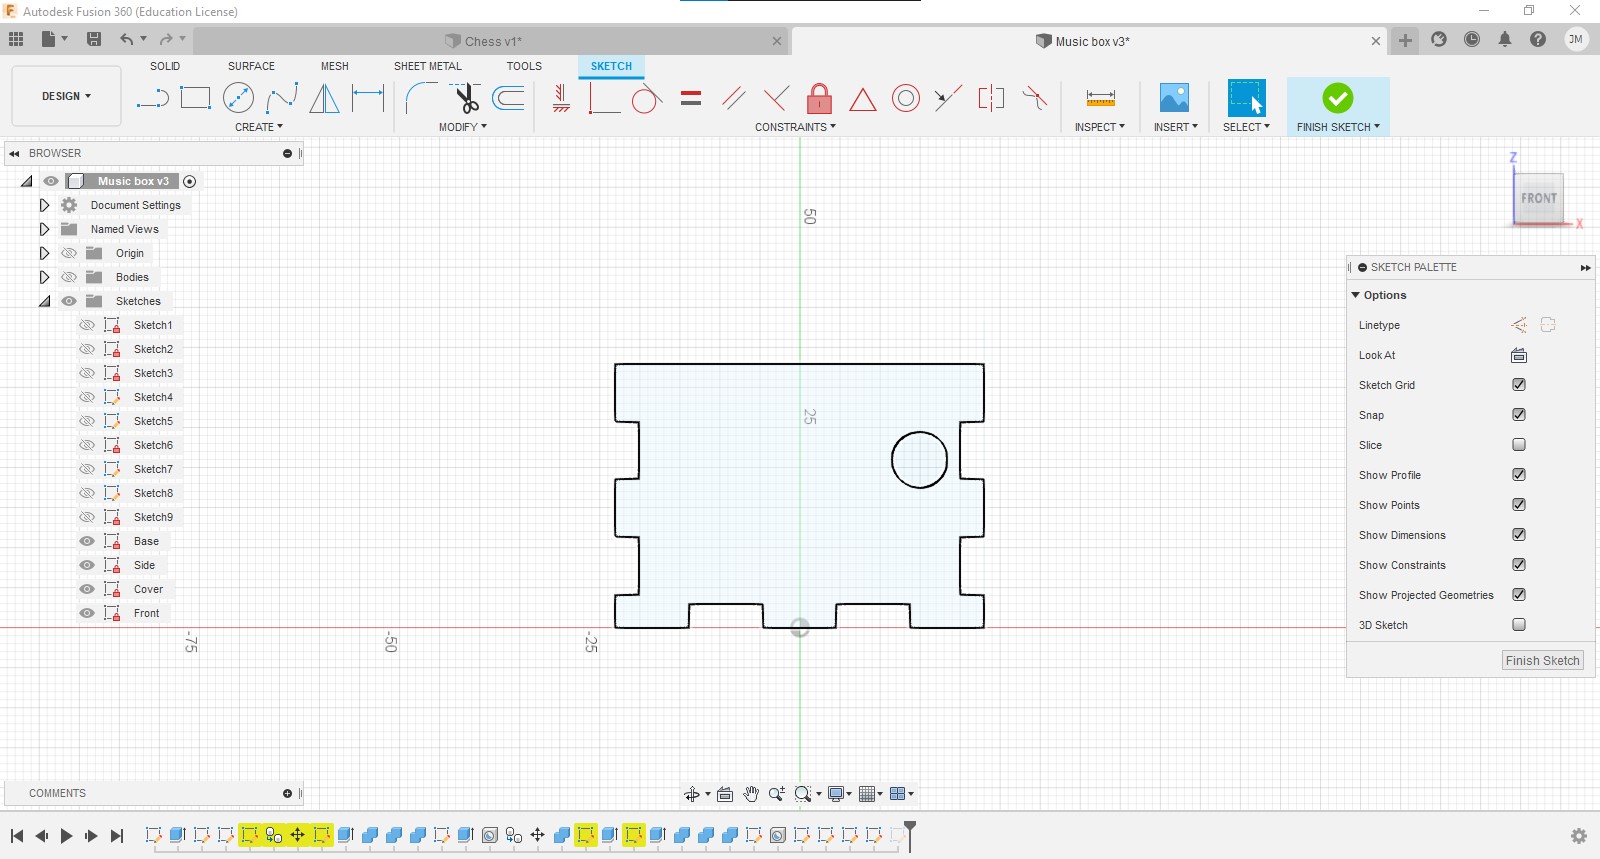 Autodesk Fusion 360 (Education License)
Chess v1*
Music box v3*
JM
DESIGN
SOLID
SURFACE
MESH
SHEET METAL
TOOLS
SKETCH
CREATE
MODIFY
CONSTRAINTS
INSPECT
INSERT
SELECT
FINISH SKETCH
BROWSER
Music box v3
Document Settings
Named Views
Origin
Bodies
Sketches
Sketch1
Sketch2
Sketch3
Sketch4
Sketch5
Sketch6
Sketch7
Sketch8
Sketch9
Base
Side
Cover
Front
50
25
-75
-50
-25
Z
FRONT
X
SKETCH PALETTE
Options
Linetype
Look At
Sketch Grid
Snap
Slice
Show Profile
Show Points
Show Dimensions
Show Constraints
Show Projected Geometries
3D Sketch
Finish Sketch
COMMENTS